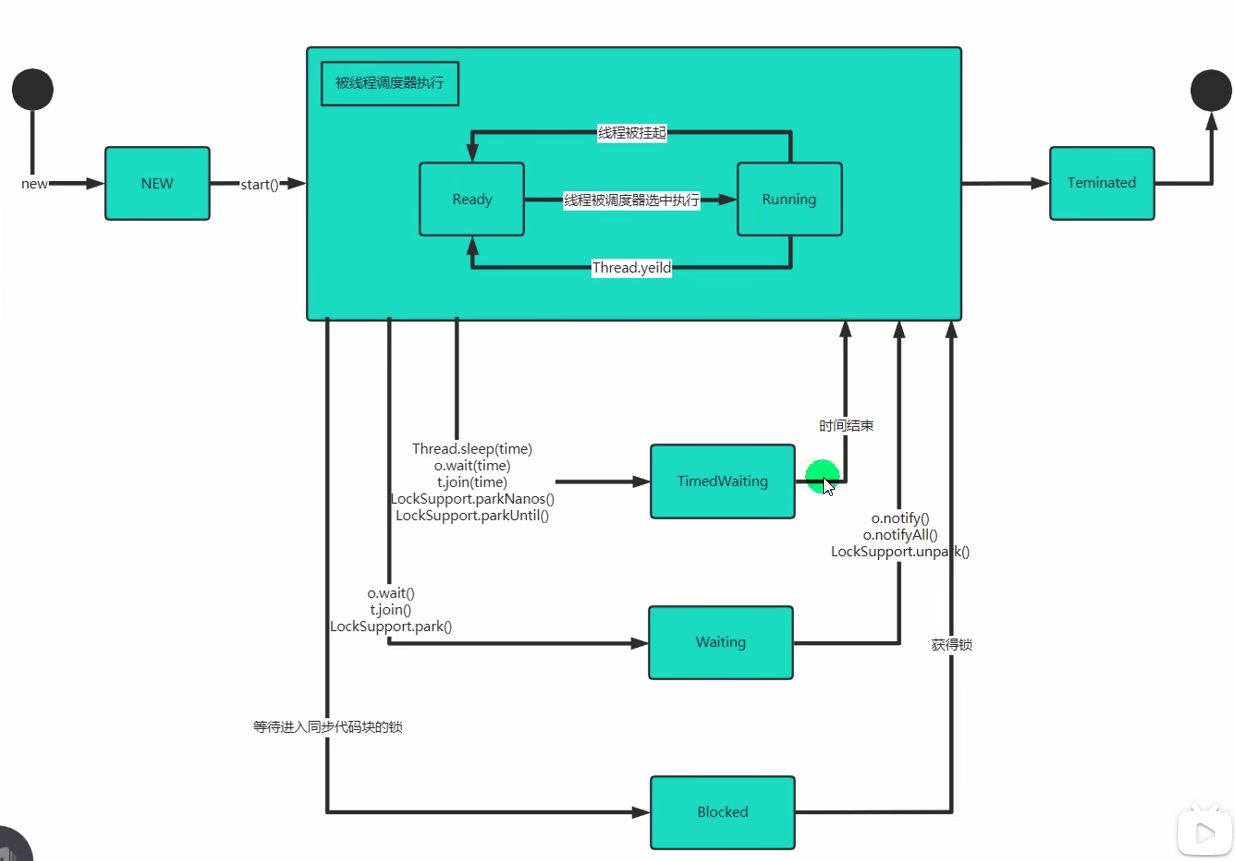 被线程调度器执行
线程被挂起
new
NEW
start()
Ready
线程被调度器选中执行
Running
Teminated
Thread.yeild
时间结束
Thread.sleep(time)
o.wait(time)
t.join(time)
LockSupport.parkNanos()
LockSupport.parkUntil()
TimedWaiting
o.notify()
o.notifyAll()
LockSupport.unpark()
o.wait()
t.join()
LockSupport.park()
Waiting
获得锁
等待进入同步代码块的锁
Blocked